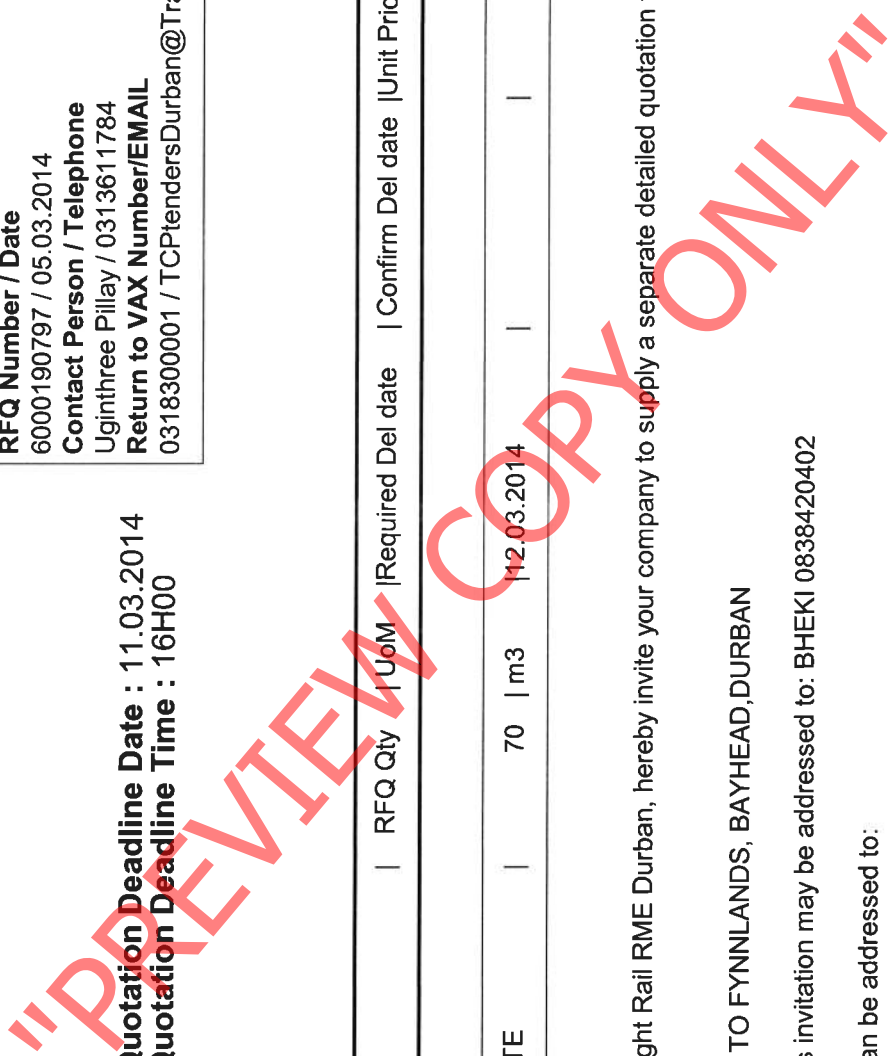 RFQ Number / Date
6000190797 / 05.03.2014
Contact Person / Telephone
Uginthree Pillay / 0313611784
Return to VAX Number/EMAIL
0318300001 / TCPtendersDurban@Tra
uotation Deadline Date : 11.03.2014
Quotation Deadline Time : 16H00
| RFQ Qty | UoM |Required Del date | Confirm Del date |Unit Pric
TE | 70 | m3 |12.03.2014 | |
ght Rail RME Durban, hereby invite your company to supply a separate detailed quotation
TO FYNNLANDS, BAYHEAD,DURBAN
s invitation may be addressed to: BHEKI 0838420402
an be addressed to:
"PREVIEW COPY ONLY"